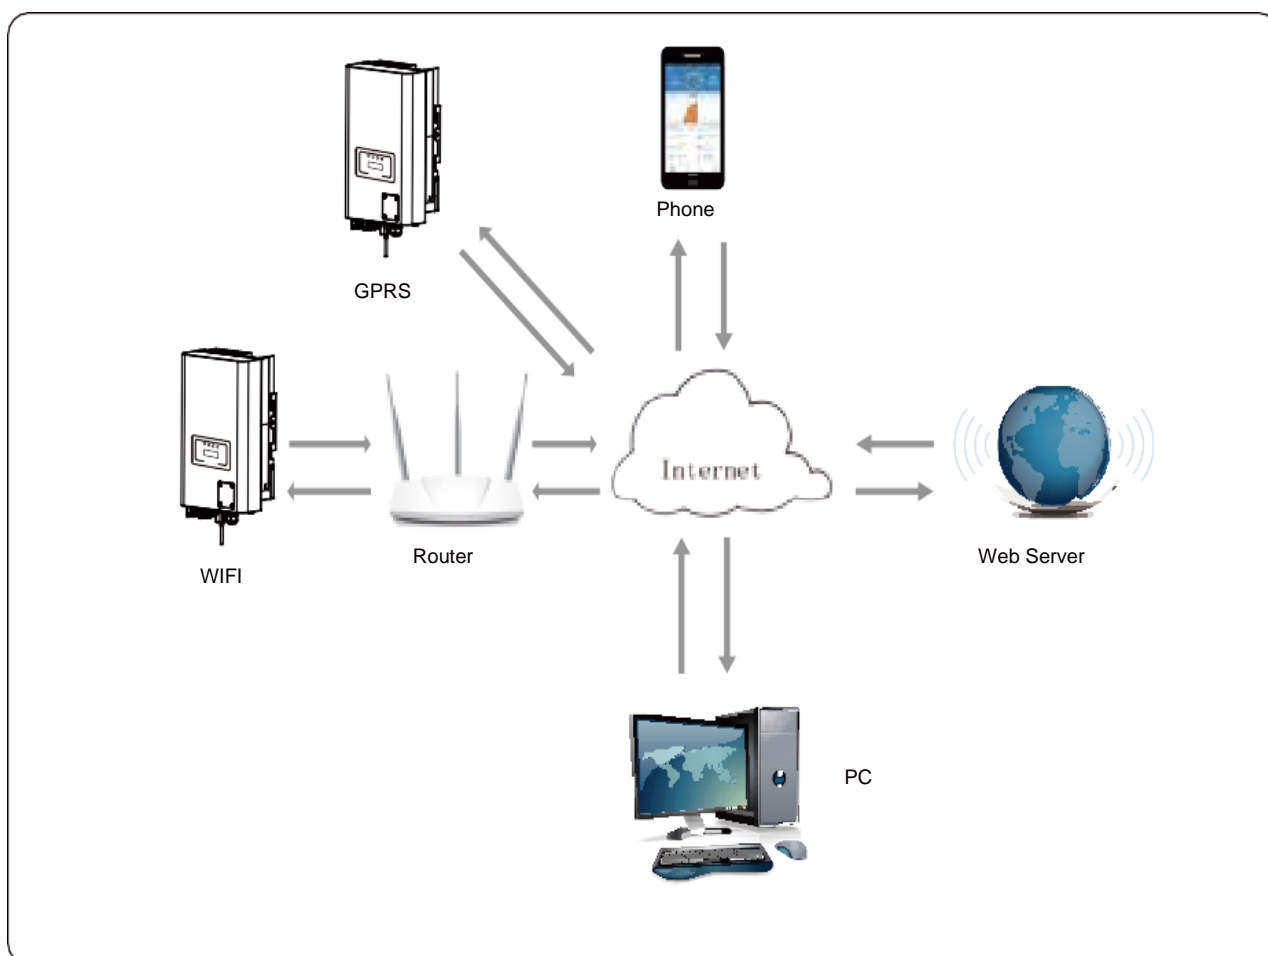 Phone
GPRS
Internet
Router
Web Server
WIFI
PC